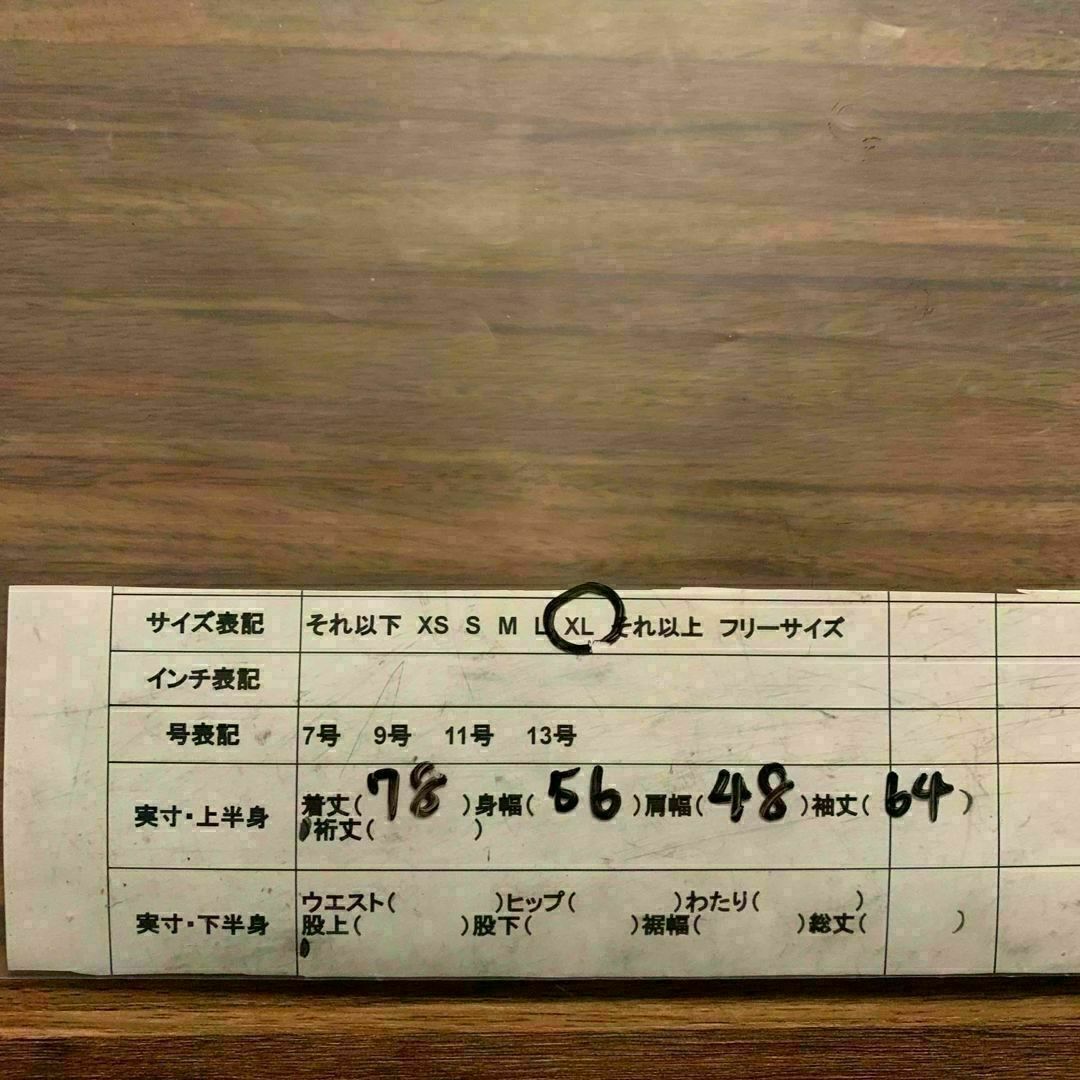 サイズ表記 それ以下 XS S M L XL それ以上 フリーサイズ
インチ表記
号表記 7号 9号 11号 13号
実寸・上半身 着丈( 78 )身幅( 56 )肩幅( 48 )袖丈( 64 )
裄丈( )
実寸・下半身 ウエスト( )ヒップ( )わたり( )
股上( )股下( )裾幅( )総丈( )